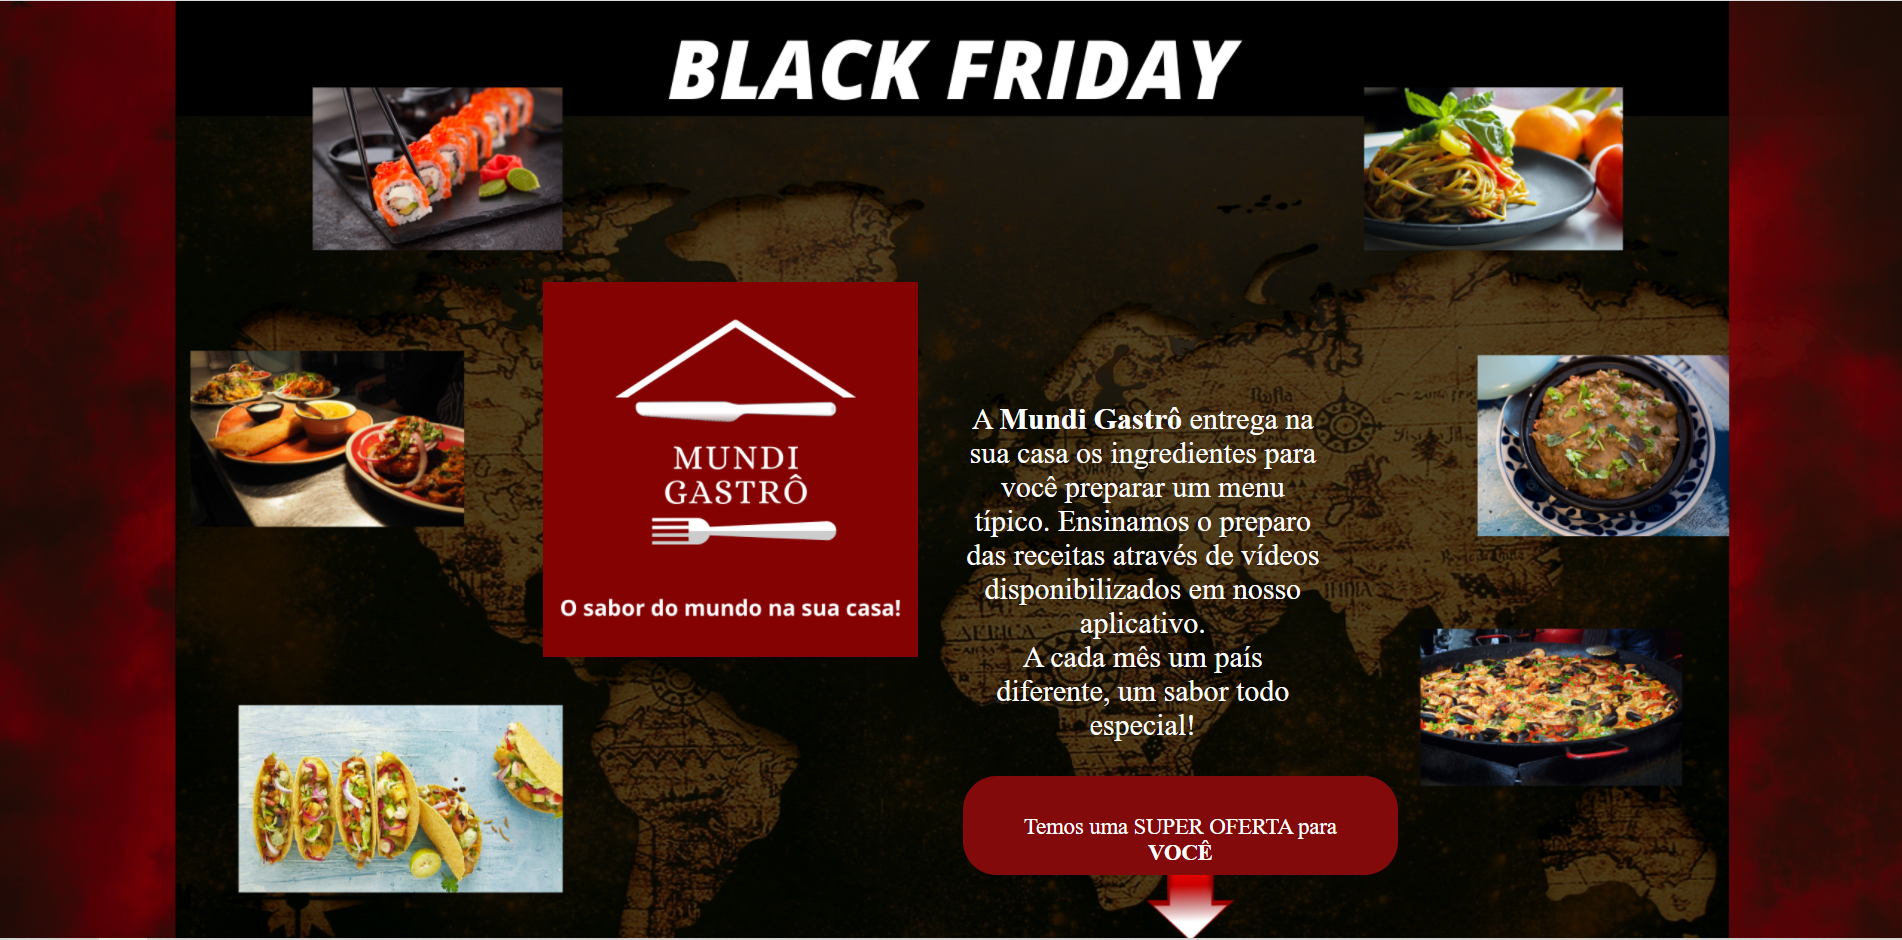 BLACK FRIDAY
MUNDI
GASTRÔ
O sabor do mundo na sua casa!
A Mundi Gastrô entrega na
sua casa os ingredientes para
você preparar um menu
típico. Ensinamos o preparo
das receitas através de vídeos
disponibilizados em nosso
aplicativo.
A cada mês um país
diferente, um sabor todo
especial!
Temos uma SUPER OFERTA para
VOCÊ